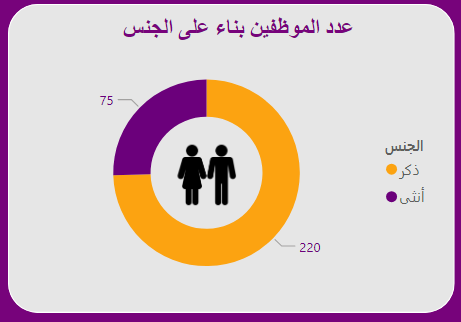 عدد الموظفين بناء على الجنس
75
220
الجنس
ذكر
أنثى